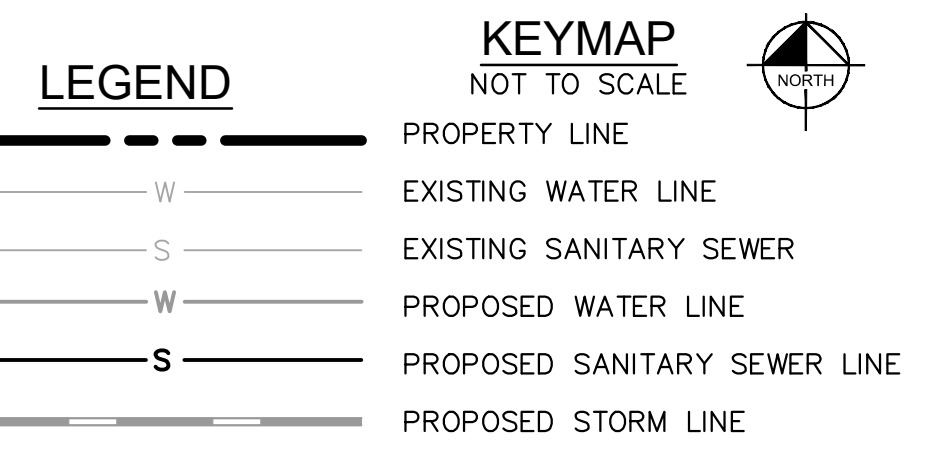 KEYMAP
NOT TO SCALE
NORTH
LEGEND
PROPERTY LINE
W EXISTING WATER LINE
S EXISTING SANITARY SEWER
W PROPOSED WATER LINE
S PROPOSED SANITARY SEWER LINE
PROPOSED STORM LINE